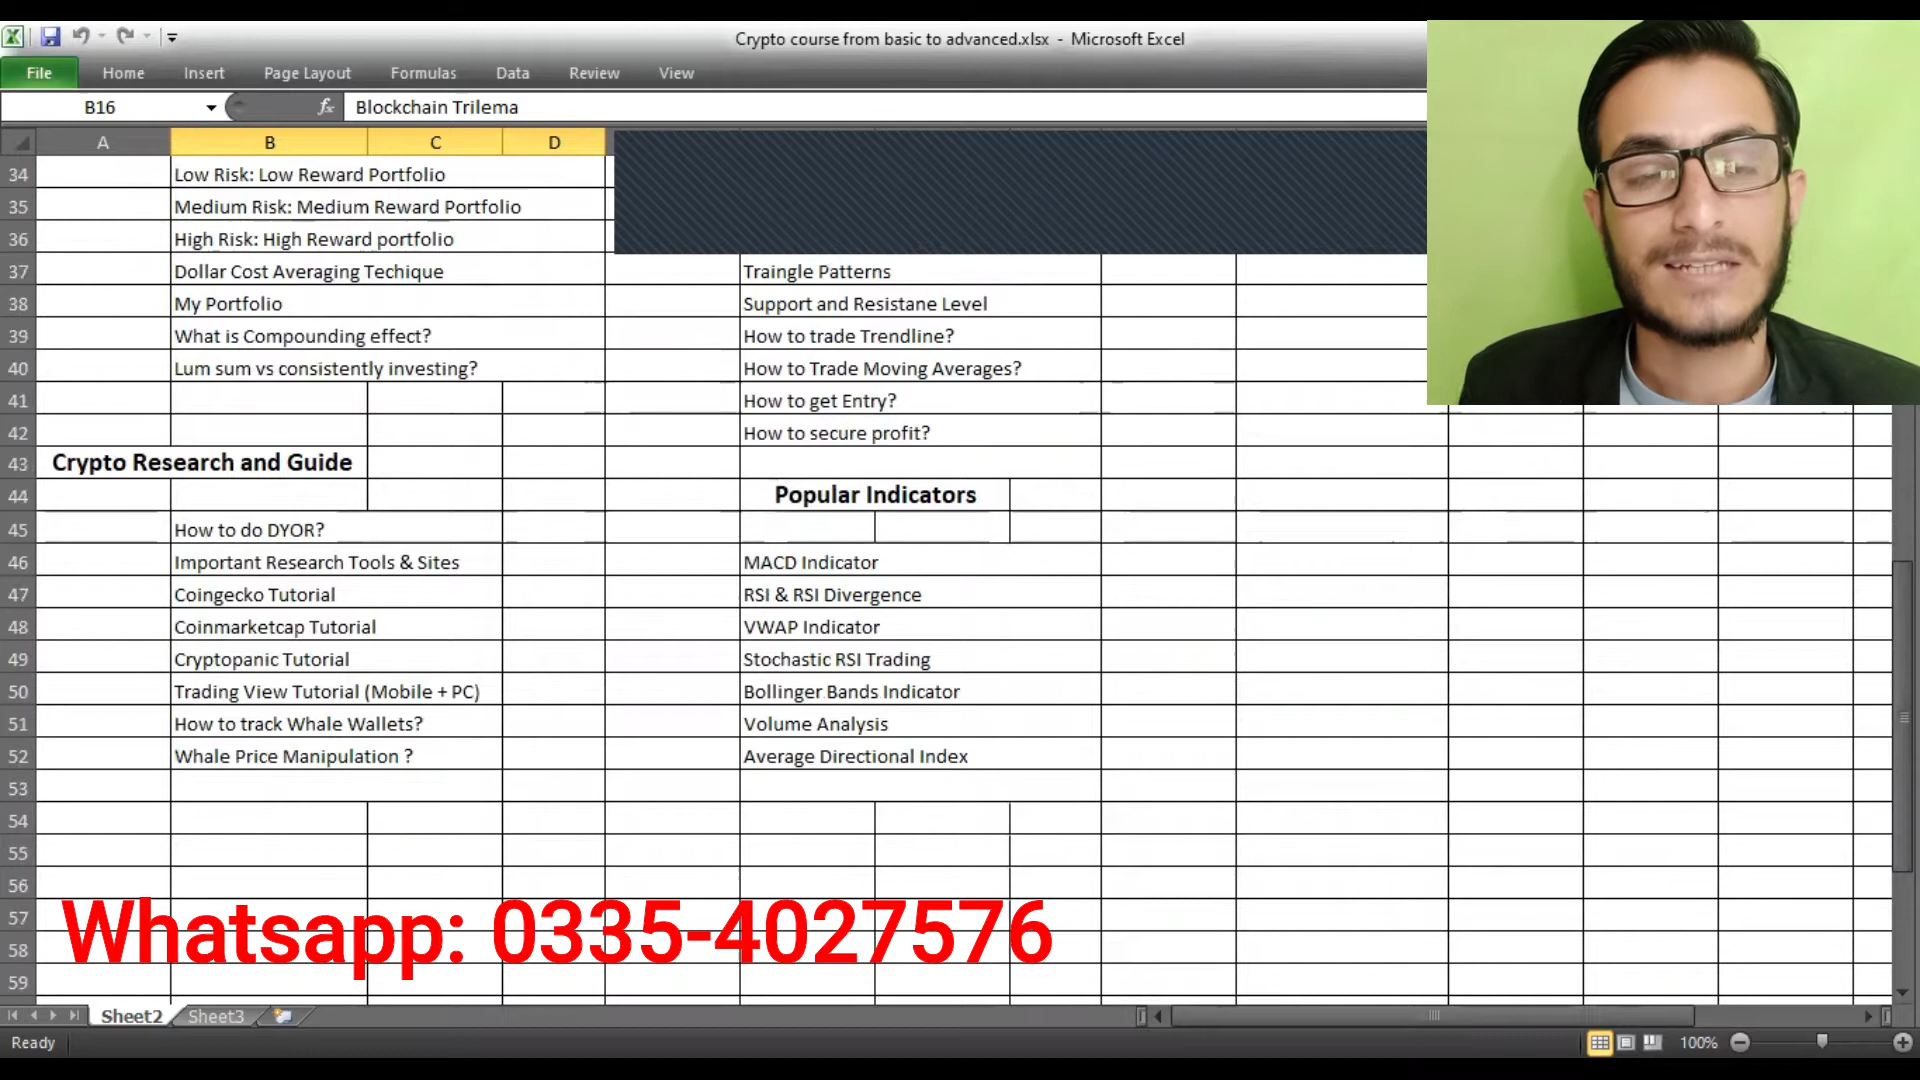 Crypto course from basic to advanced.xlsx - Microsoft Excel
File Home Insert Page Layout Formulas Data Review View
B16 fx Blockchain Trilema
A B C D
34 Low Risk: Low Reward Portfolio
35 Medium Risk: Medium Reward Portfolio
36 High Risk: High Reward portfolio
37 Dollar Cost Averaging Techique Traingle Patterns
38 My Portfolio Support and Resistane Level
39 What is Compounding effect? How to trade Trendline?
40 Lum sum vs consistently investing? How to Trade Moving Averages?
41 How to get Entry?
42 How to secure profit?
43 Crypto Research and Guide
44 Popular Indicators
45 How to do DYOR?
46 Important Research Tools & Sites MACD Indicator
47 Coingecko Tutorial RSI & RSI Divergence
48 Coinmarketcap Tutorial VWAP Indicator
49 Cryptopanic Tutorial Stochastic RSI Trading
50 Trading View Tutorial (Mobile + PC) Bollinger Bands Indicator
51 How to track Whale Wallets? Volume Analysis
52 Whale Price Manipulation ? Average Directional Index
53
54
55
56
57
58
59
Whatsapp: 0335-4027576
Sheet2 Sheet3
Ready 100%